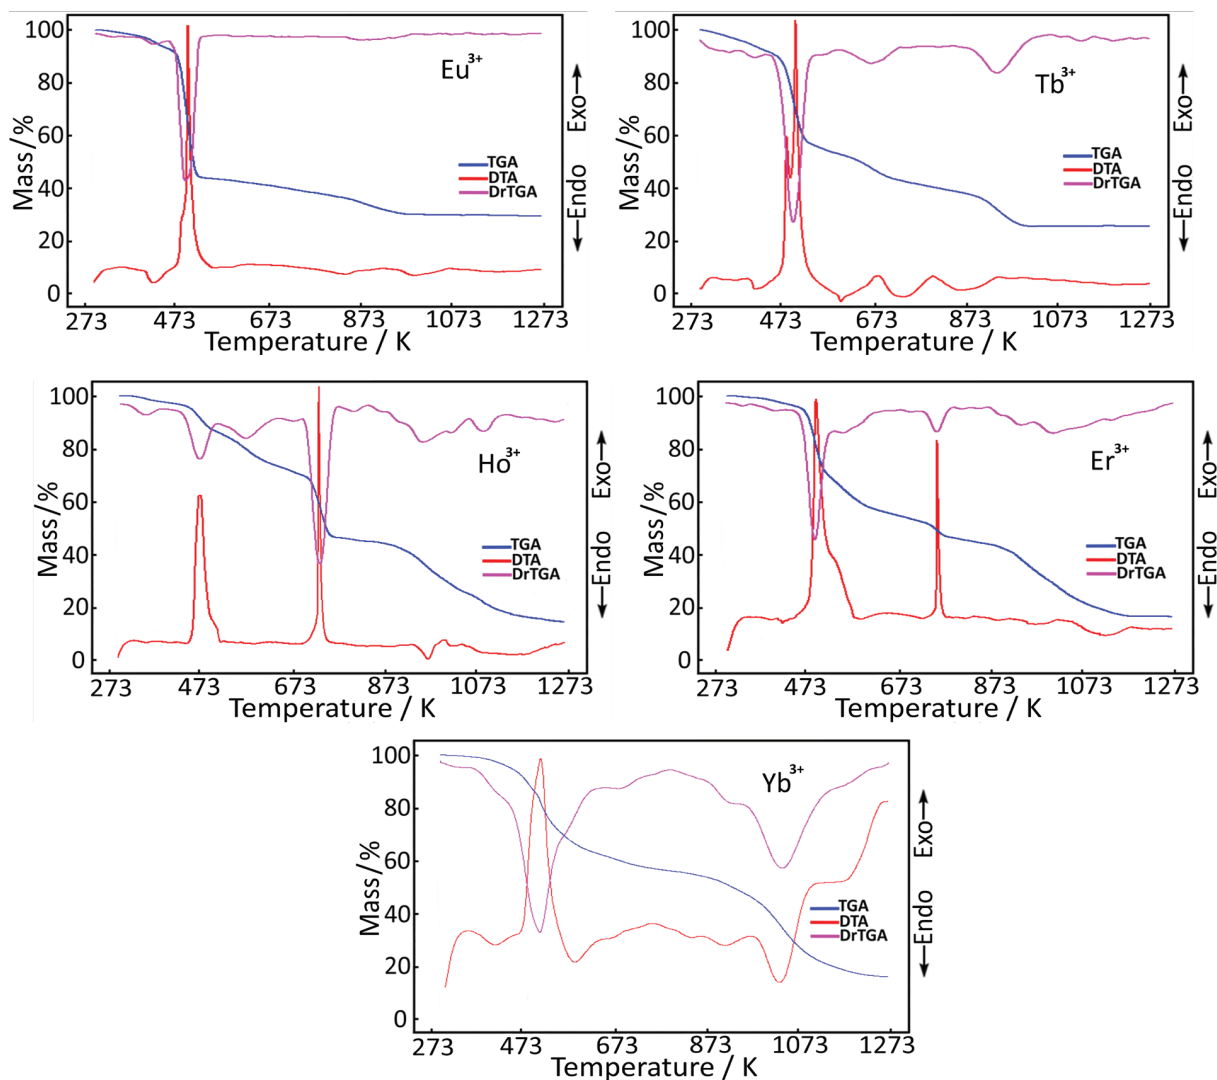 100
80
60
40
20
0
Mass/%
Eu3+
TGA
DTA
DrTGA
Exo→
←Endo
273 473 673 873 1073 1273
Temperature / K
100
80
60
40
20
0
Mass/%
Tb3+
TGA
DTA
DrTGA
Exo→
←Endo
273 473 673 873 1073 1273
Temperature / K
100
80
60
40
20
0
Mass/%
Ho3+
TGA
DTA
DrTGA
Exo→
←Endo
273 473 673 873 1073 1273
Temperature / K
100
80
60
40
20
0
Mass/%
Er3+
TGA
DTA
DrTGA
Exo→
←Endo
273 473 673 873 1073 1273
Temperature / K
100
80
60
40
20
0
Mass/%
Yb3+
TGA
DTA
DrTGA
Exo→
←Endo
273 473 673 873 1073 1273
Temperature / K